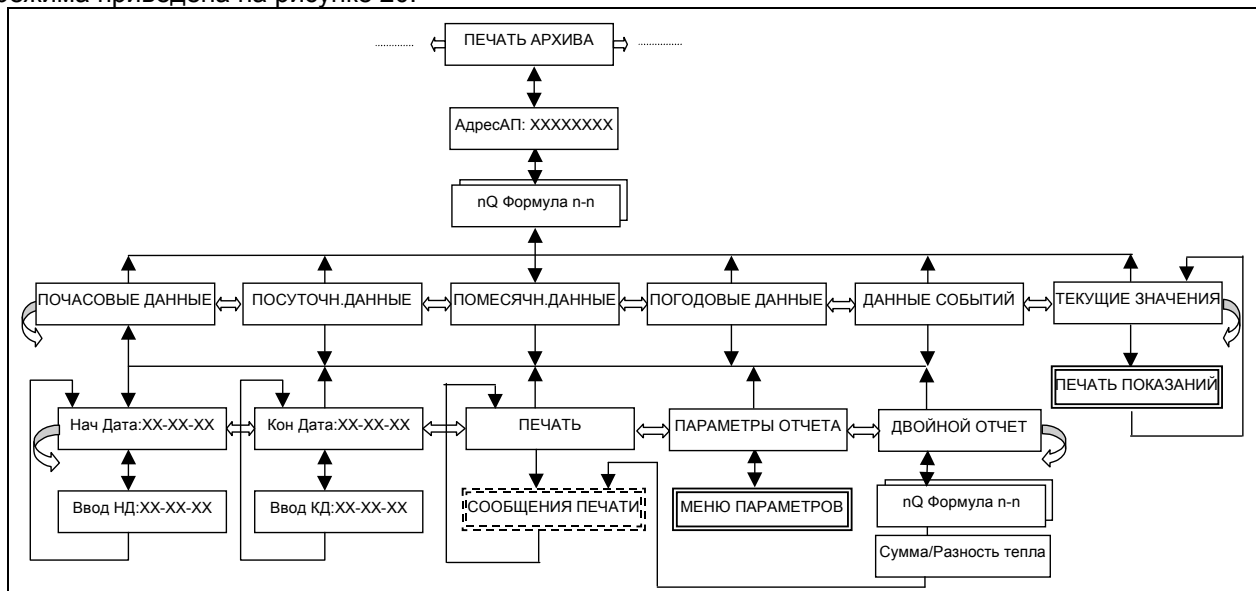 режима приведена на рисунке 20.
ПЕЧАТЬ АРХИВА
АдресАП: XXXXXXXX
nQ Формула n-n
ПОЧАСОВЫЕ ДАННЫЕ
ПОСУТОЧН.ДАННЫЕ
ПОМЕСЯЧН.ДАННЫЕ
ПОГОДОВЫЕ ДАННЫЕ
ДАННЫЕ СОБЫТИЙ
ТЕКУЩИЕ ЗНАЧЕНИЯ
ПЕЧАТЬ ПОКАЗАНИЙ
Нач Дата:XX-XX-XX
Кон Дата:XX-XX-XX
ПЕЧАТЬ
ПАРАМЕТРЫ ОТЧЕТА
ДВОЙНОЙ ОТЧЕТ
Ввод НД:XX-XX-XX
Ввод КД:XX-XX-XX
СООБЩЕНИЯ ПЕЧАТИ
МЕНЮ ПАРАМЕТРОВ
nQ Формула n-n
Сумма/Разность тепла